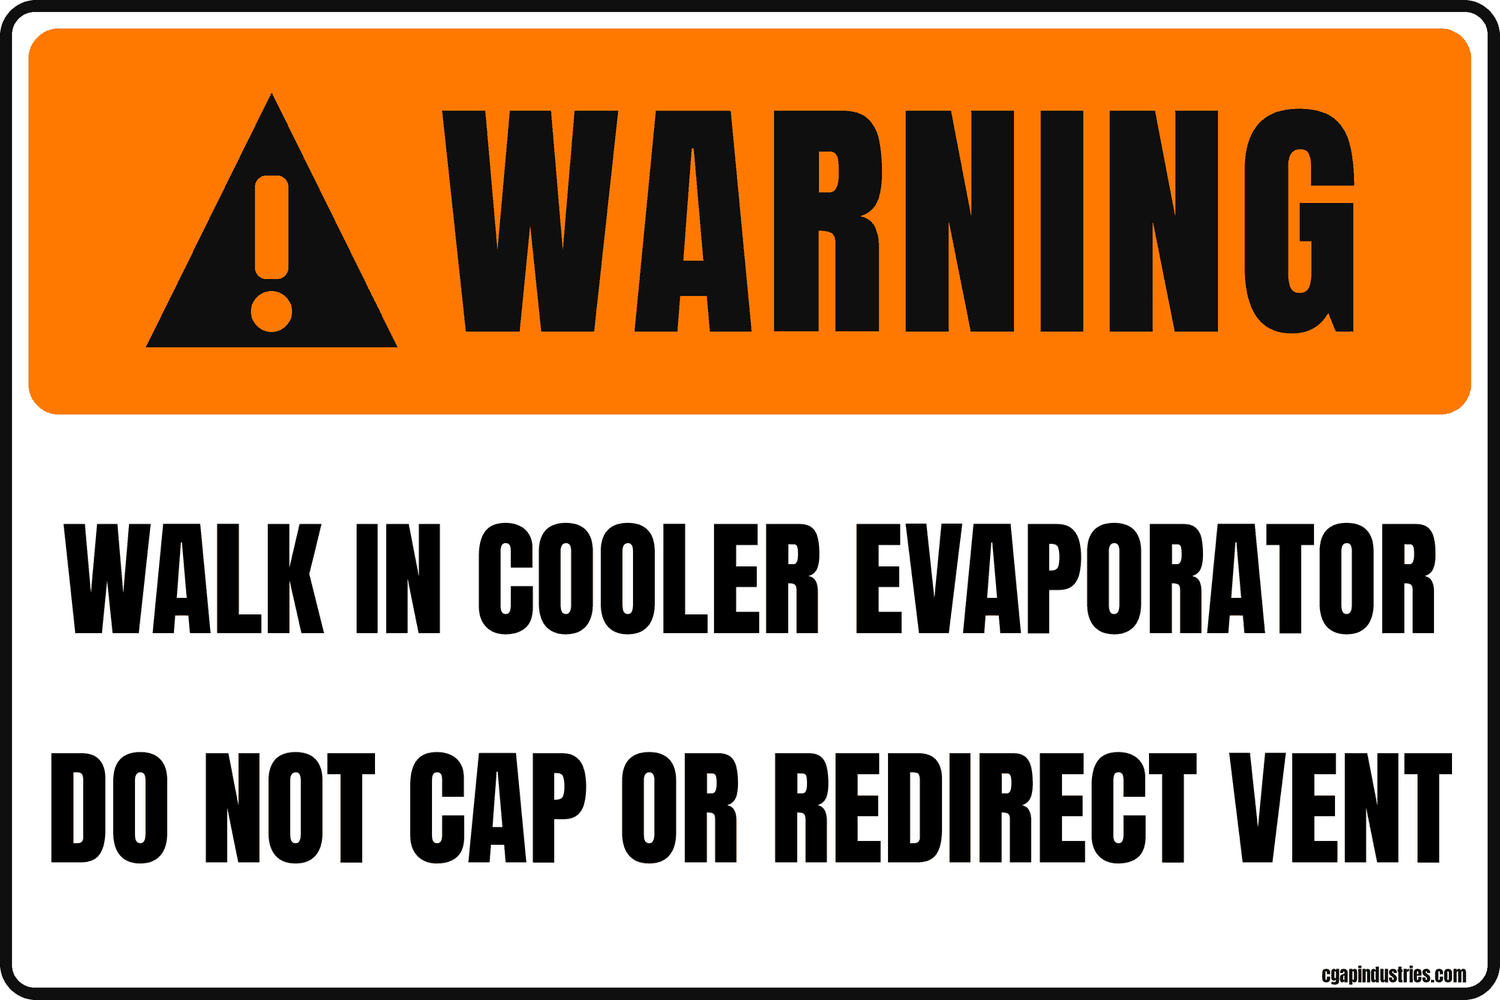 WARNING
WALK IN COOLER EVAPORATOR
DO NOT CAP OR REDIRECT VENT
cgapindustries.com